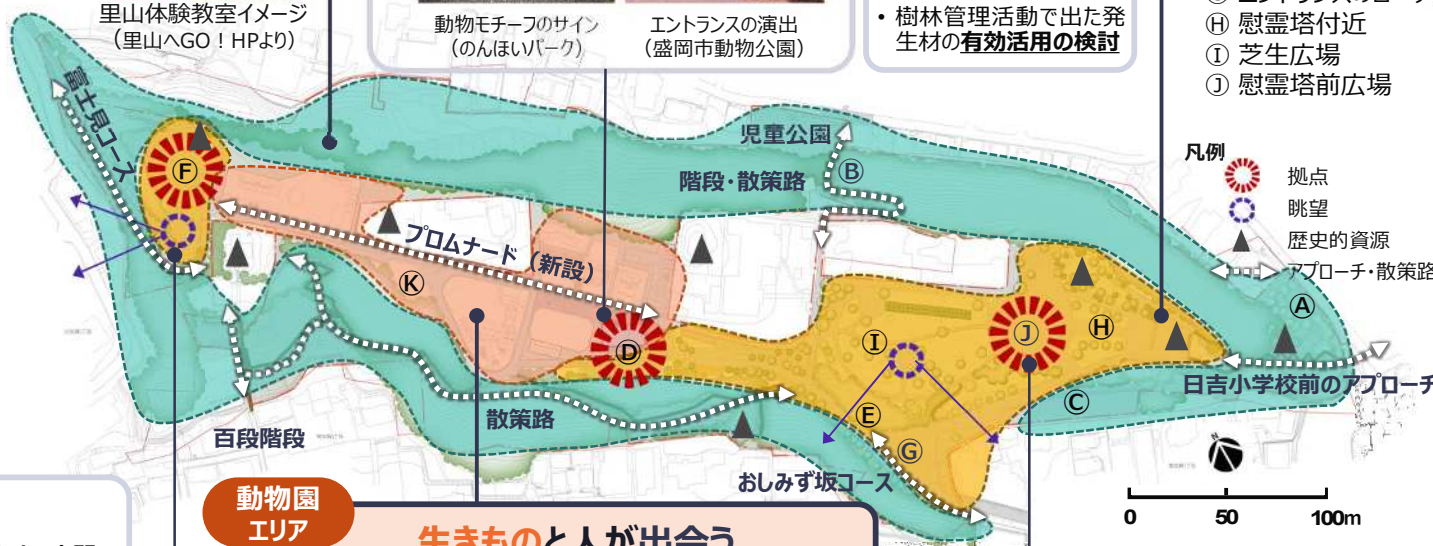 里山体験教室イメージ
（里山へGO！HPより）
動物モチーフのサイン
（のんほいパーク）
エントランスの演出
（盛岡市動物公園）
• 樹林管理活動で出た発
生材の有効活用の検討
Ⓗ 慰霊塔付近
Ⓘ 芝生広場
Ⓙ 慰霊塔前広場
凡例
拠点
眺望
歴史的資源
アプローチ・散策路
富士見コース
Ⓕ
児童公園
階段・散策路
Ⓑ
プロムナード（新設）
Ⓚ
Ⓓ
Ⓘ
Ⓙ
Ⓗ
Ⓐ
日吉小学校前のアプローチ
Ⓒ
Ⓔ
Ⓖ
散策路
百段階段
おしみず坂コース
N
0 50 100m
動物園
エリア
生きものと人が出会う